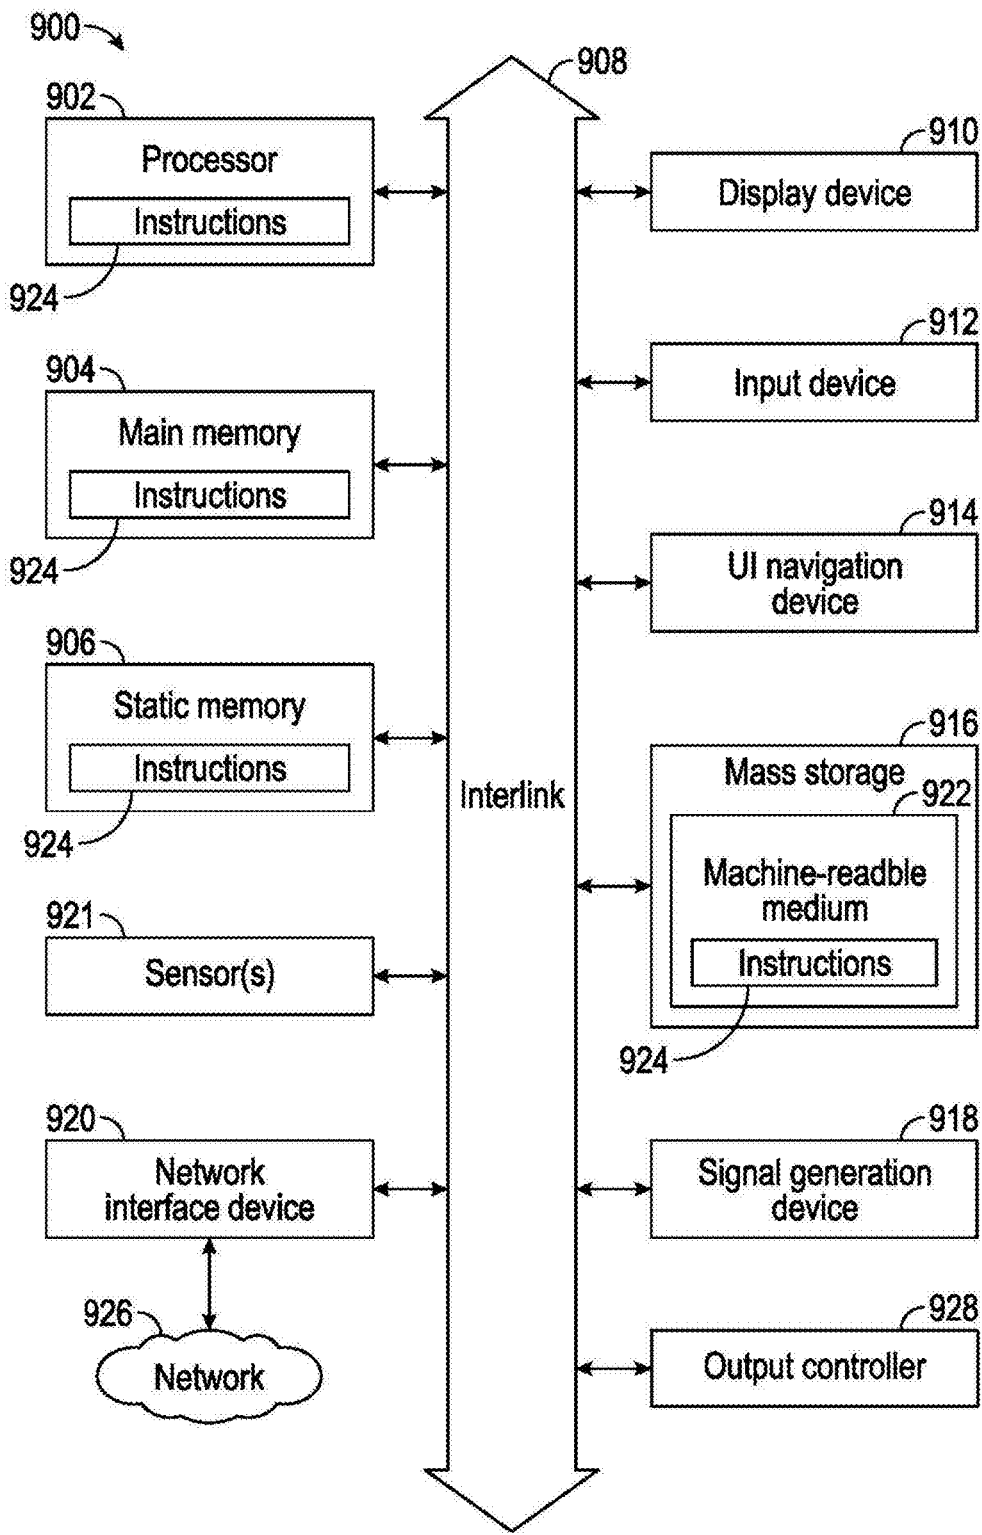 900
908
902
Processor
Instructions
924
910
Display device
904
Main memory
Instructions
924
912
Input device
914
UI navigation
device
906
Static memory
Instructions
924
Interlink
916
Mass storage
922
Machine-readble
medium
Instructions
924
921
Sensor(s)
920
Network
interface device
926
Network
918
Signal generation
device
928
Output controller